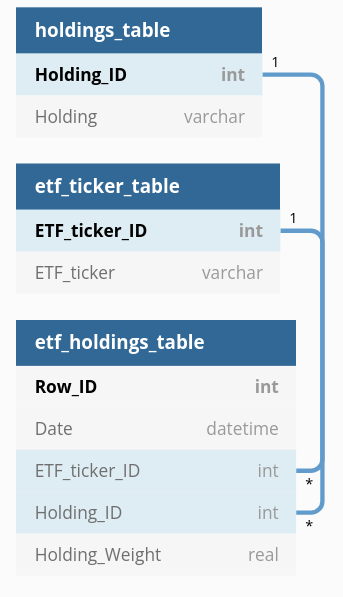 holdings_table
1
Holding_ID int
Holding varchar
etf_ticker_table
1
ETF_ticker_ID int
ETF_ticker varchar
etf_holdings_table
Row_ID int
Date datetime
ETF_ticker_ID int
*
Holding_ID int
*
Holding_Weight real